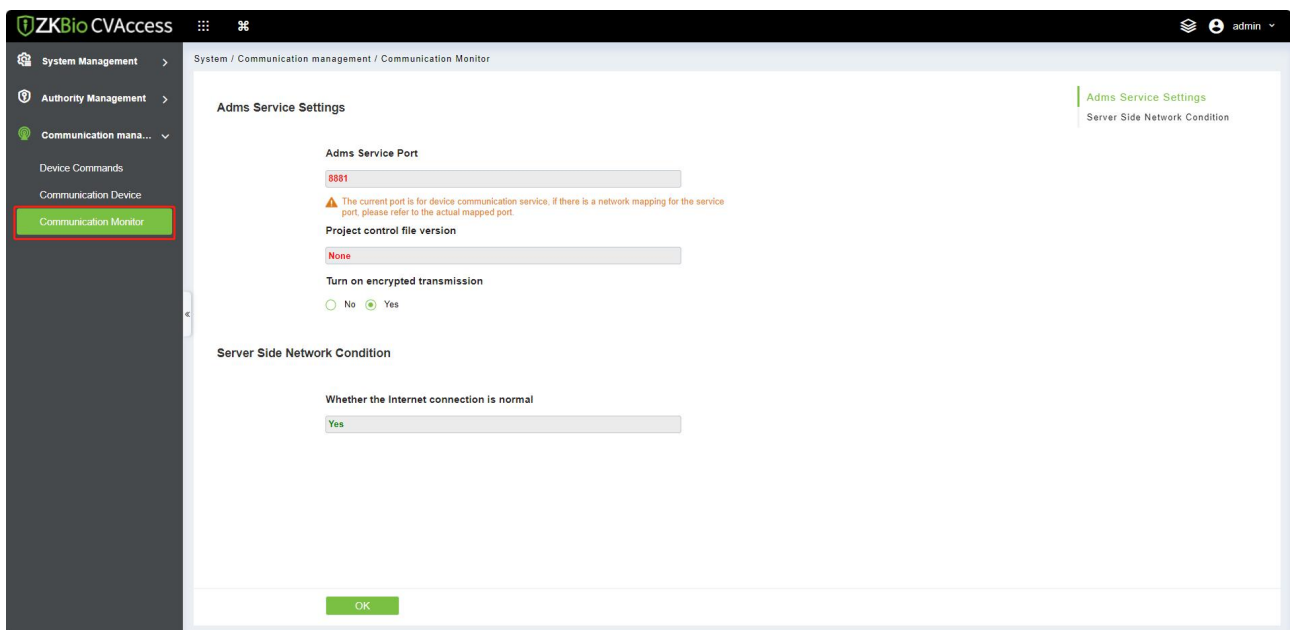 ZKBio CVAccess
admin
System Management
Authority Management
Communication mana...
Device Commands
Communication Device
Communication Monitor
System / Communication management / Communication Monitor
Adms Service Settings
Adms Service Port
8881
The current port is for device communication service, if there is a network mapping for the service
port, please refer to the actual mapped port.
Project control file version
None
Turn on encrypted transmission
No Yes
Server Side Network Condition
Whether the Internet connection is normal
Yes
OK
Adms Service Settings
Server Side Network Condition